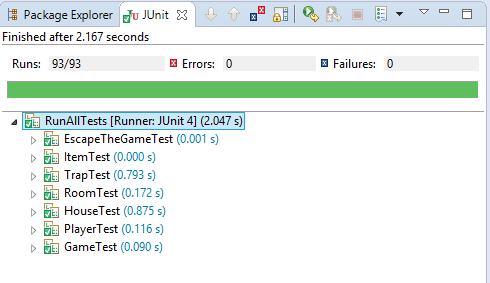 Package Explorer JUnit
Finished after 2.167 seconds
Runs: 93/93 Errors: 0 Failures: 0
RunAllTests [Runner: JUnit 4] (2.047 s)
EscapeTheGameTest (0.001 s)
ItemTest (0.000 s)
TrapTest (0.793 s)
RoomTest (0.172 s)
HouseTest (0.875 s)
PlayerTest (0.116 s)
GameTest (0.090 s)